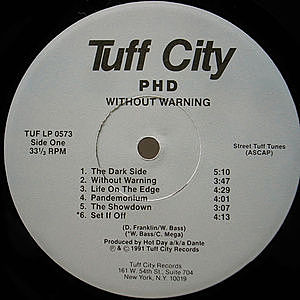 Tuff City
PHD
WITHOUT WARNING
TUF LP 0573
Side One
33⅓ RPM
Street Tuff Tunes
(ASCAP)
1. The Dark Side 5:10
2. Without Warning 3:47
3. Life On The Edge 4:29
4. Pandemonium 4:01
5. The Showdown 5:07
*6. Set If Off 4:13
(D. Franklin/W. Bass)
(*W. Bass/C. Mega)
Produced by Hot Day a/k/a Dante
℗ & © 1991 Tuff City Records
Tuff City Records
161 W. 54th St., Suite 704
New York, N.Y. 10019